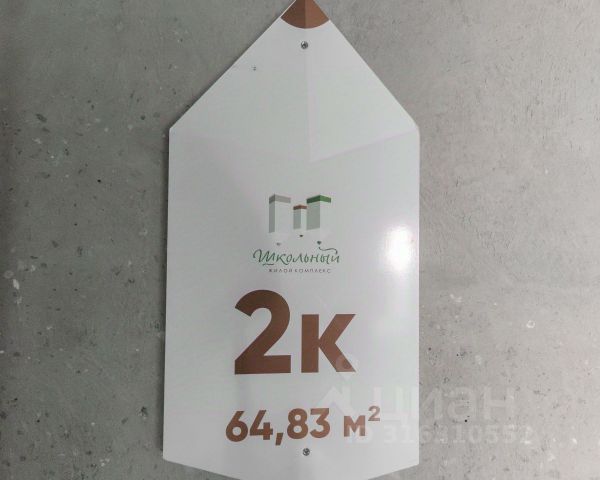 Школьный
ЖИЛОЙ КОМПЛЕКС
2к
64,83 м²
циан